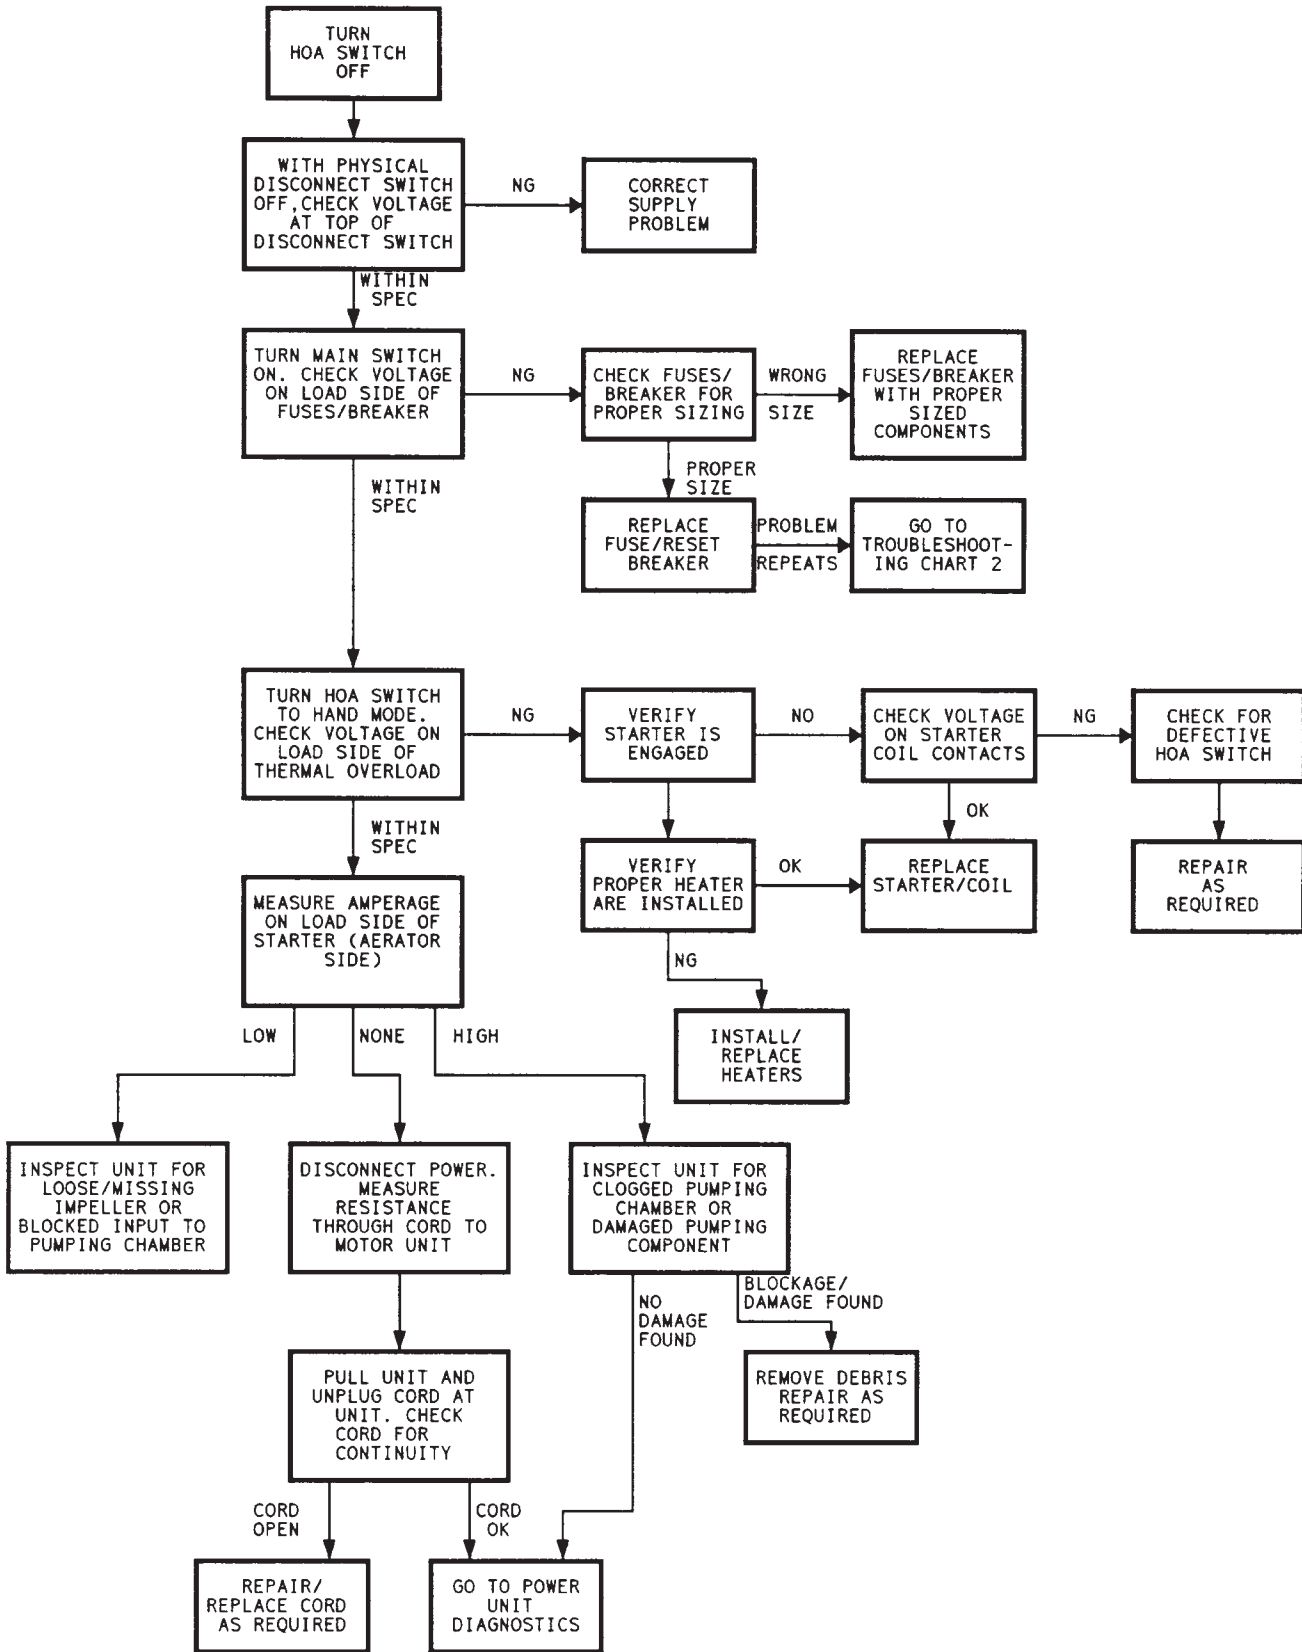 TURN
HOA SWITCH
OFF
WITH PHYSICAL
DISCONNECT SWITCH
OFF,CHECK VOLTAGE
AT TOP OF
DISCONNECT SWITCH
NG
CORRECT
SUPPLY
PROBLEM
WITHIN
SPEC
TURN MAIN SWITCH
ON. CHECK VOLTAGE
ON LOAD SIDE OF
FUSES/BREAKER
NG
CHECK FUSES/
BREAKER FOR
PROPER SIZING
WRONG
SIZE
REPLACE
FUSES/BREAKER
WITH PROPER
SIZED
COMPONENTS
PROPER
SIZE
WITHIN
SPEC
REPLACE
FUSE/RESET
BREAKER
PROBLEM
REPEATS
GO TO
TROUBLESHOOT-
ING CHART 2
TURN HOA SWITCH
TO HAND MODE.
CHECK VOLTAGE ON
LOAD SIDE OF
THERMAL OVERLOAD
NG
VERIFY
STARTER IS
ENGAGED
NO
CHECK VOLTAGE
ON STARTER
COIL CONTACTS
NG
CHECK FOR
DEFECTIVE
HOA SWITCH
WITHIN
SPEC
OK
VERIFY
PROPER HEATER
ARE INSTALLED
OK
REPLACE
STARTER/COIL
REPAIR
AS
REQUIRED
MEASURE AMPERAGE
ON LOAD SIDE OF
STARTER (AERATOR
SIDE)
NG
INSTALL/
REPLACE
HEATERS
LOW
NONE
HIGH
INSPECT UNIT FOR
LOOSE/MISSING
IMPELLER OR
BLOCKED INPUT TO
PUMPING CHAMBER
DISCONNECT POWER.
MEASURE
RESISTANCE
THROUGH CORD TO
MOTOR UNIT
INSPECT UNIT FOR
CLOGGED PUMPING
CHAMBER OR
DAMAGED PUMPING
COMPONENT
NO
DAMAGE
FOUND
BLOCKAGE/
DAMAGE FOUND
PULL UNIT AND
UNPLUG CORD AT
UNIT. CHECK
CORD FOR
CONTINUITY
REMOVE DEBRIS
REPAIR AS
REQUIRED
CORD
OPEN
CORD
OK
REPAIR/
REPLACE CORD
AS REQUIRED
GO TO POWER
UNIT
DIAGNOSTICS